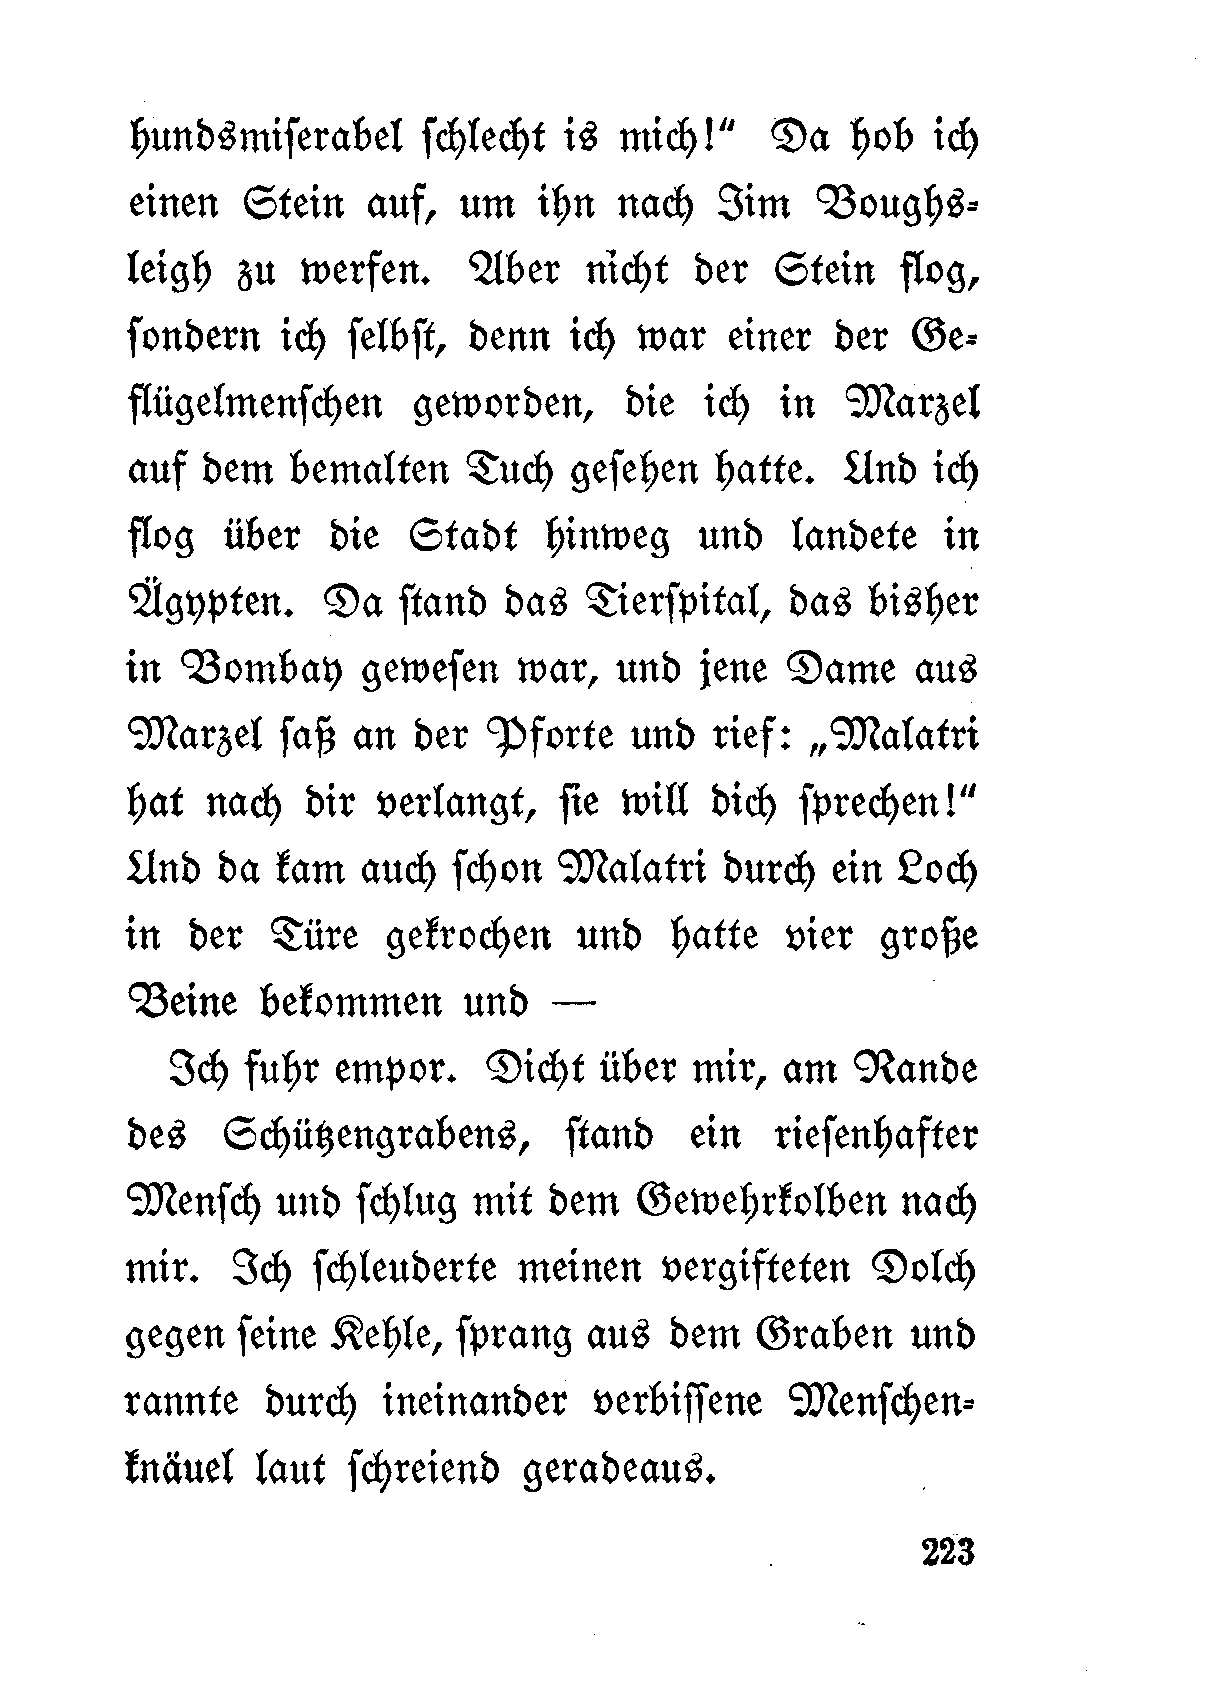 hundsmiſerabel ſchlecht is mich!“ Da hob ich
einen Stein auf, um ihn nach Jim Boughs-
leigh zu werfen. Aber nicht der Stein flog,
ſondern ich ſelbſt, denn ich war einer der Ge-
flügelmenſchen geworden, die ich in Marzel
auf dem bemalten Tuch geſehen hatte. Und ich
flog über die Stadt hinweg und landete in
Ägypten. Da ſtand das Tierſpital, das bisher
in Bombay geweſen war, und jene Dame aus
Marzel ſaß an der Pforte und rief: „Malatri
hat nach dir verlangt, ſie will dich ſprechen!“
Und da kam auch ſchon Malatri durch ein Loch
in der Türe gekrochen und hatte vier große
Beine bekommen und —
Ich fuhr empor. Dicht über mir, am Rande
des Schützengrabens, ſtand ein rieſenhafter
Menſch und ſchlug mit dem Gewehrkolben nach
mir. Ich ſchleuderte meinen vergifteten Dolch
gegen ſeine Kehle, ſprang aus dem Graben und
rannte durch ineinander verbiſſene Menſchen-
knäuel laut ſchreiend geradeaus.
223